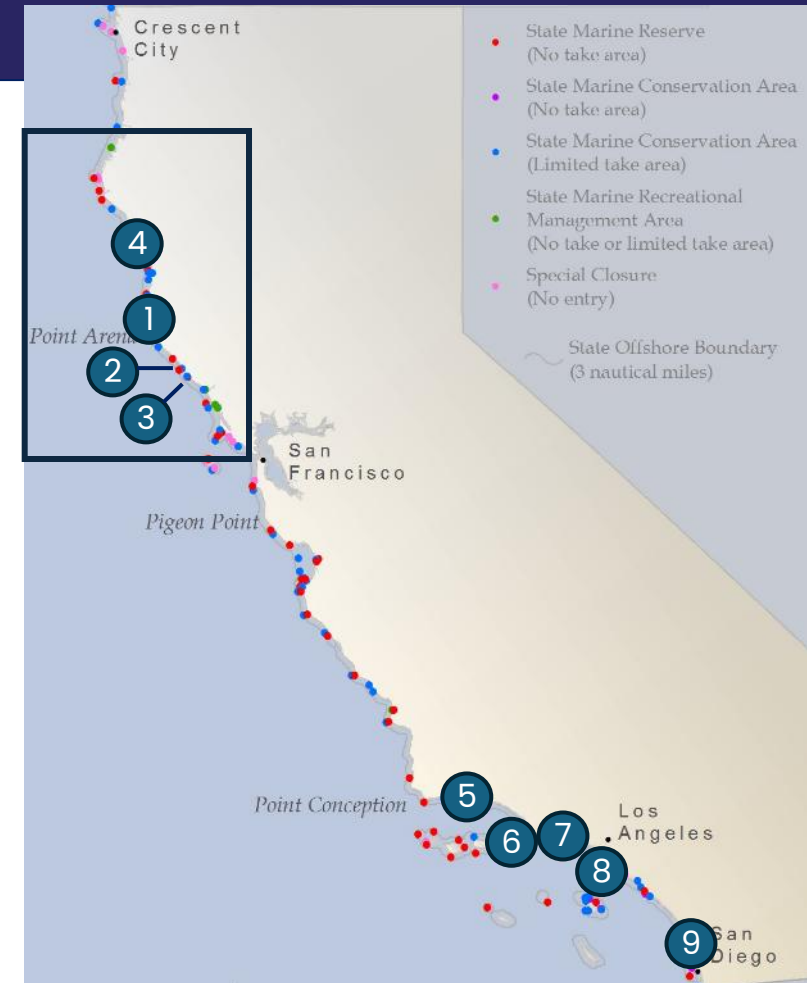 Crescent
City
State Marine Reserve
(No take area)
State Marine Conservation Area
(No take area)
State Marine Conservation Area
(Limited take area)
State Marine Recreational
Management Area
(No take or limited take area)
Special Closure
(No entry)
State Offshore Boundary
(3 nautical miles)
4
1
Point Arena
2
3
San
Francisco
Pigeon Point
Point Conception
5
6
7
Los
Angeles
8
9
San
Diego